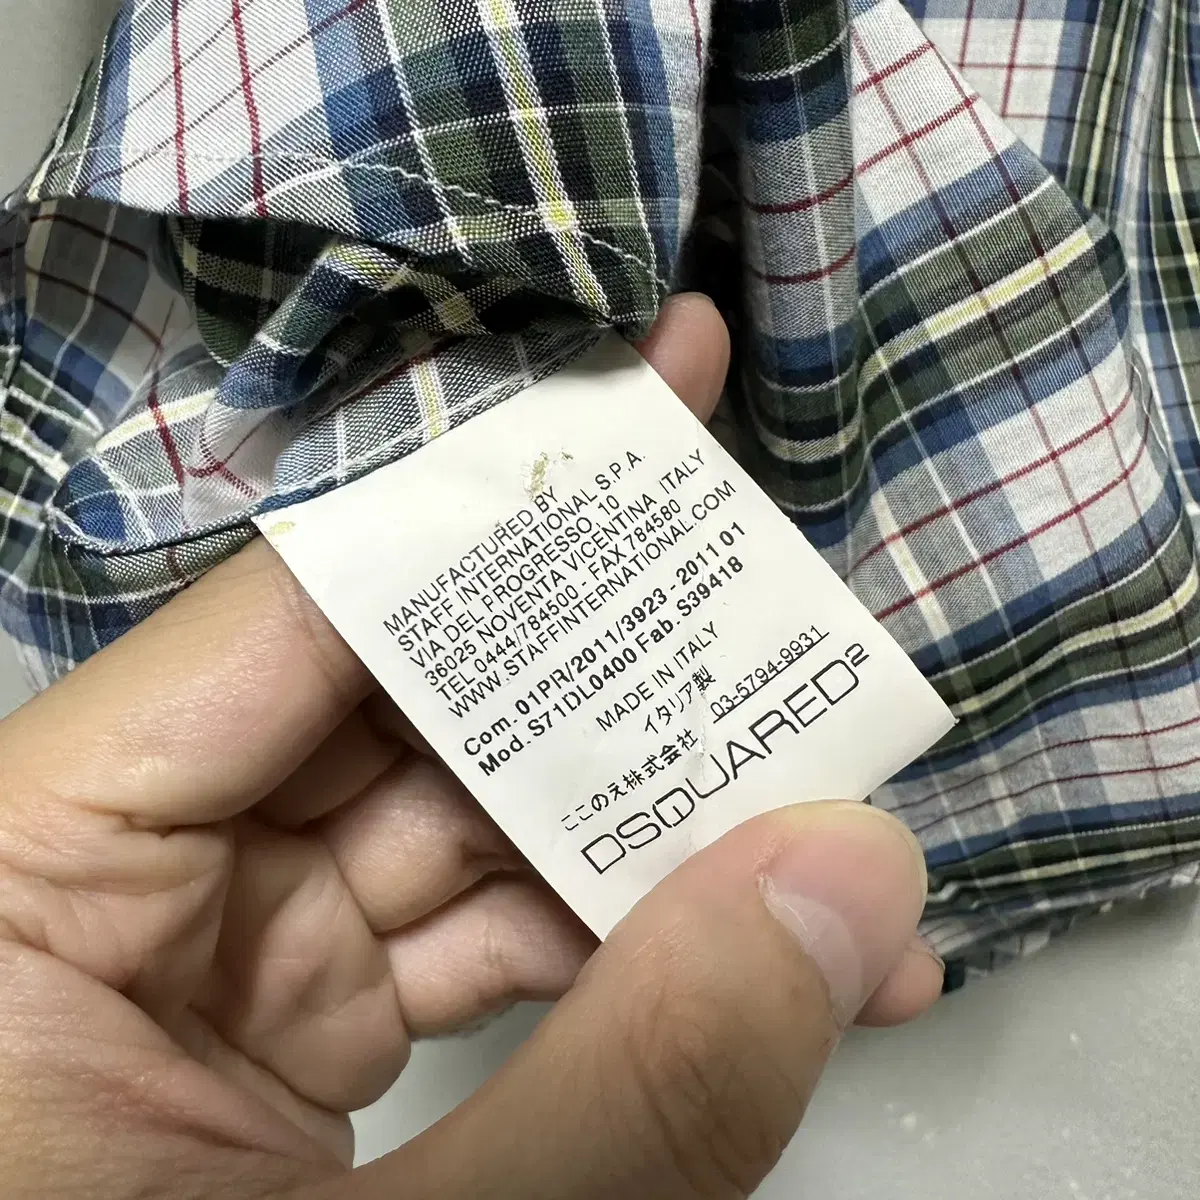 MANUFACTURED BY
STAFF INTERNATIONAL S.P.A.
VIA DEL PROGRESSO, 10
36025 NOVENTA VICENTINA ITALY
TEL 0444/784500 - FAX 784580
WWW.STAFFINTERNATIONAL.COM
Com. 01PR/2011/3923 - 2011 01
Mod. S71DL0400 Fab. S39418
MADE IN ITALY
イタリア製
ここのえ株式会社 03-5794-9931
DSQUARED2